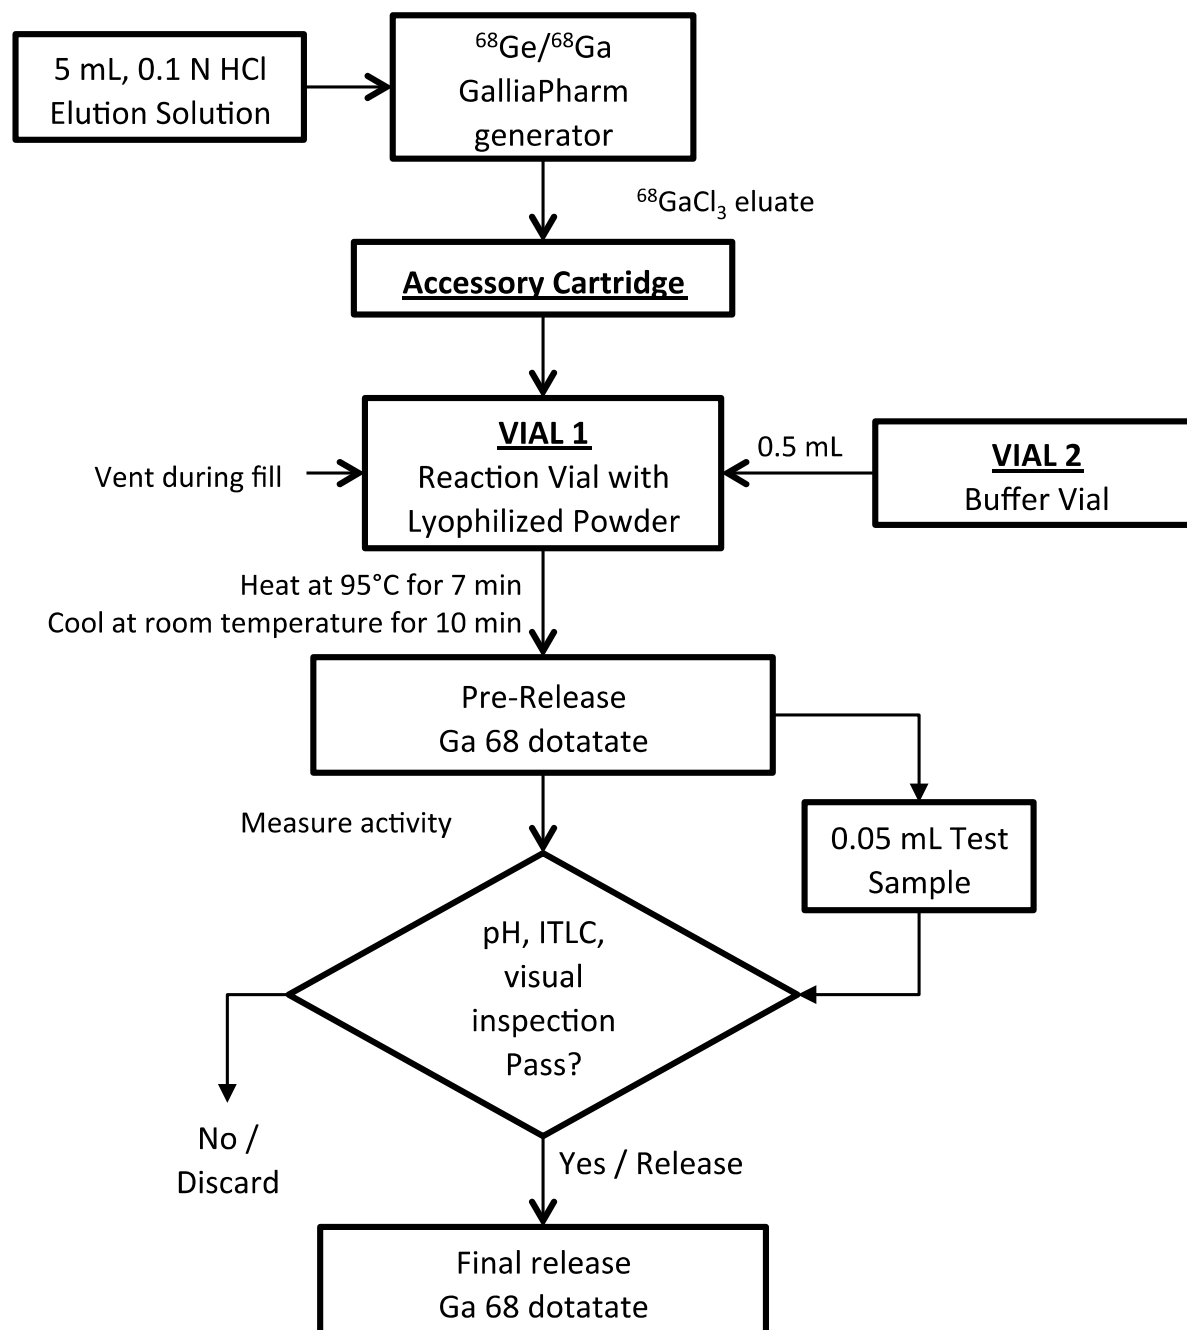 5 mL, 0.1 N HCl
Elution Solution
⁶⁸Ge/⁶⁸Ga
GalliaPharm
generator
⁶⁸GaCl₃ eluate
Accessory Cartridge
VIAL 1
Reaction Vial with
Lyophilized Powder
Vent during fill
0.5 mL
VIAL 2
Buffer Vial
Heat at 95°C for 7 min
Cool at room temperature for 10 min
Pre-Release
Ga 68 dotatate
Measure activity
0.05 mL Test
Sample
pH, ITLC,
visual
inspection
Pass?
No /
Discard
Yes / Release
Final release
Ga 68 dotatate